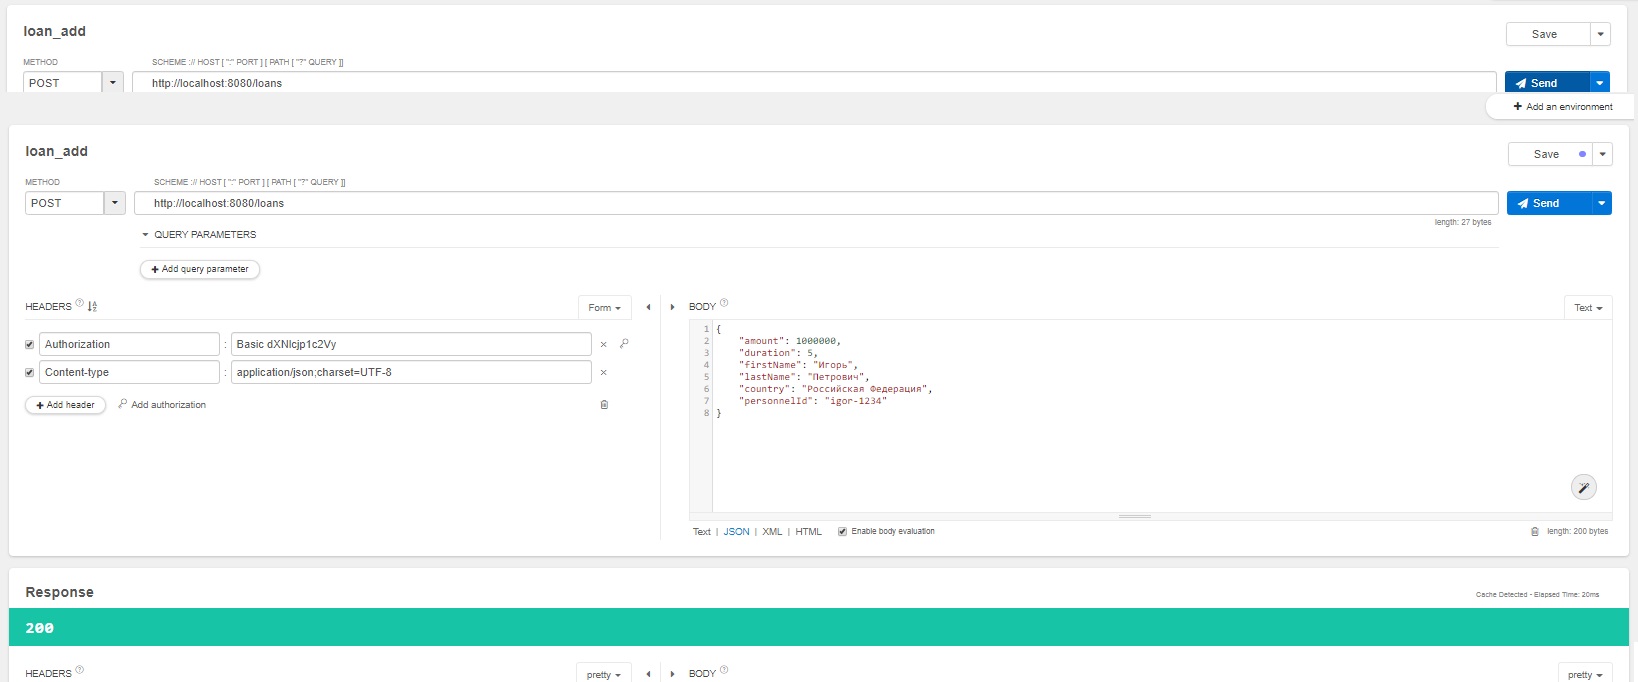 loan_add
Save
METHOD
SCHEME :// HOST [ ":" PORT ] [ PATH [ "?" QUERY ]]
POST
http://localhost:8080/loans
Send
+ Add an environment
loan_add
Save
METHOD
SCHEME :// HOST [ ":" PORT ] [ PATH [ "?" QUERY ]]
POST
http://localhost:8080/loans
Send
length: 27 bytes
QUERY PARAMETERS
+ Add query parameter
HEADERS ?
Form
BODY ?
Text
Authorization : Basic dXNlcjp1c2Vy
Content-type : application/json;charset=UTF-8
+ Add header
Add authorization
1 {
2 "amount": 1000000,
3 "duration": 5,
4 "firstName": "Игорь",
5 "lastName": "Петрович",
6 "country": "Российская Федерация",
7 "personnelId": "igor-1234"
8 }
Text | JSON | XML | HTML
Enable body evaluation
length: 200 bytes
Response
Cache Detected - Elapsed Time: 20ms
200
HEADERS ?
pretty
BODY ?
pretty